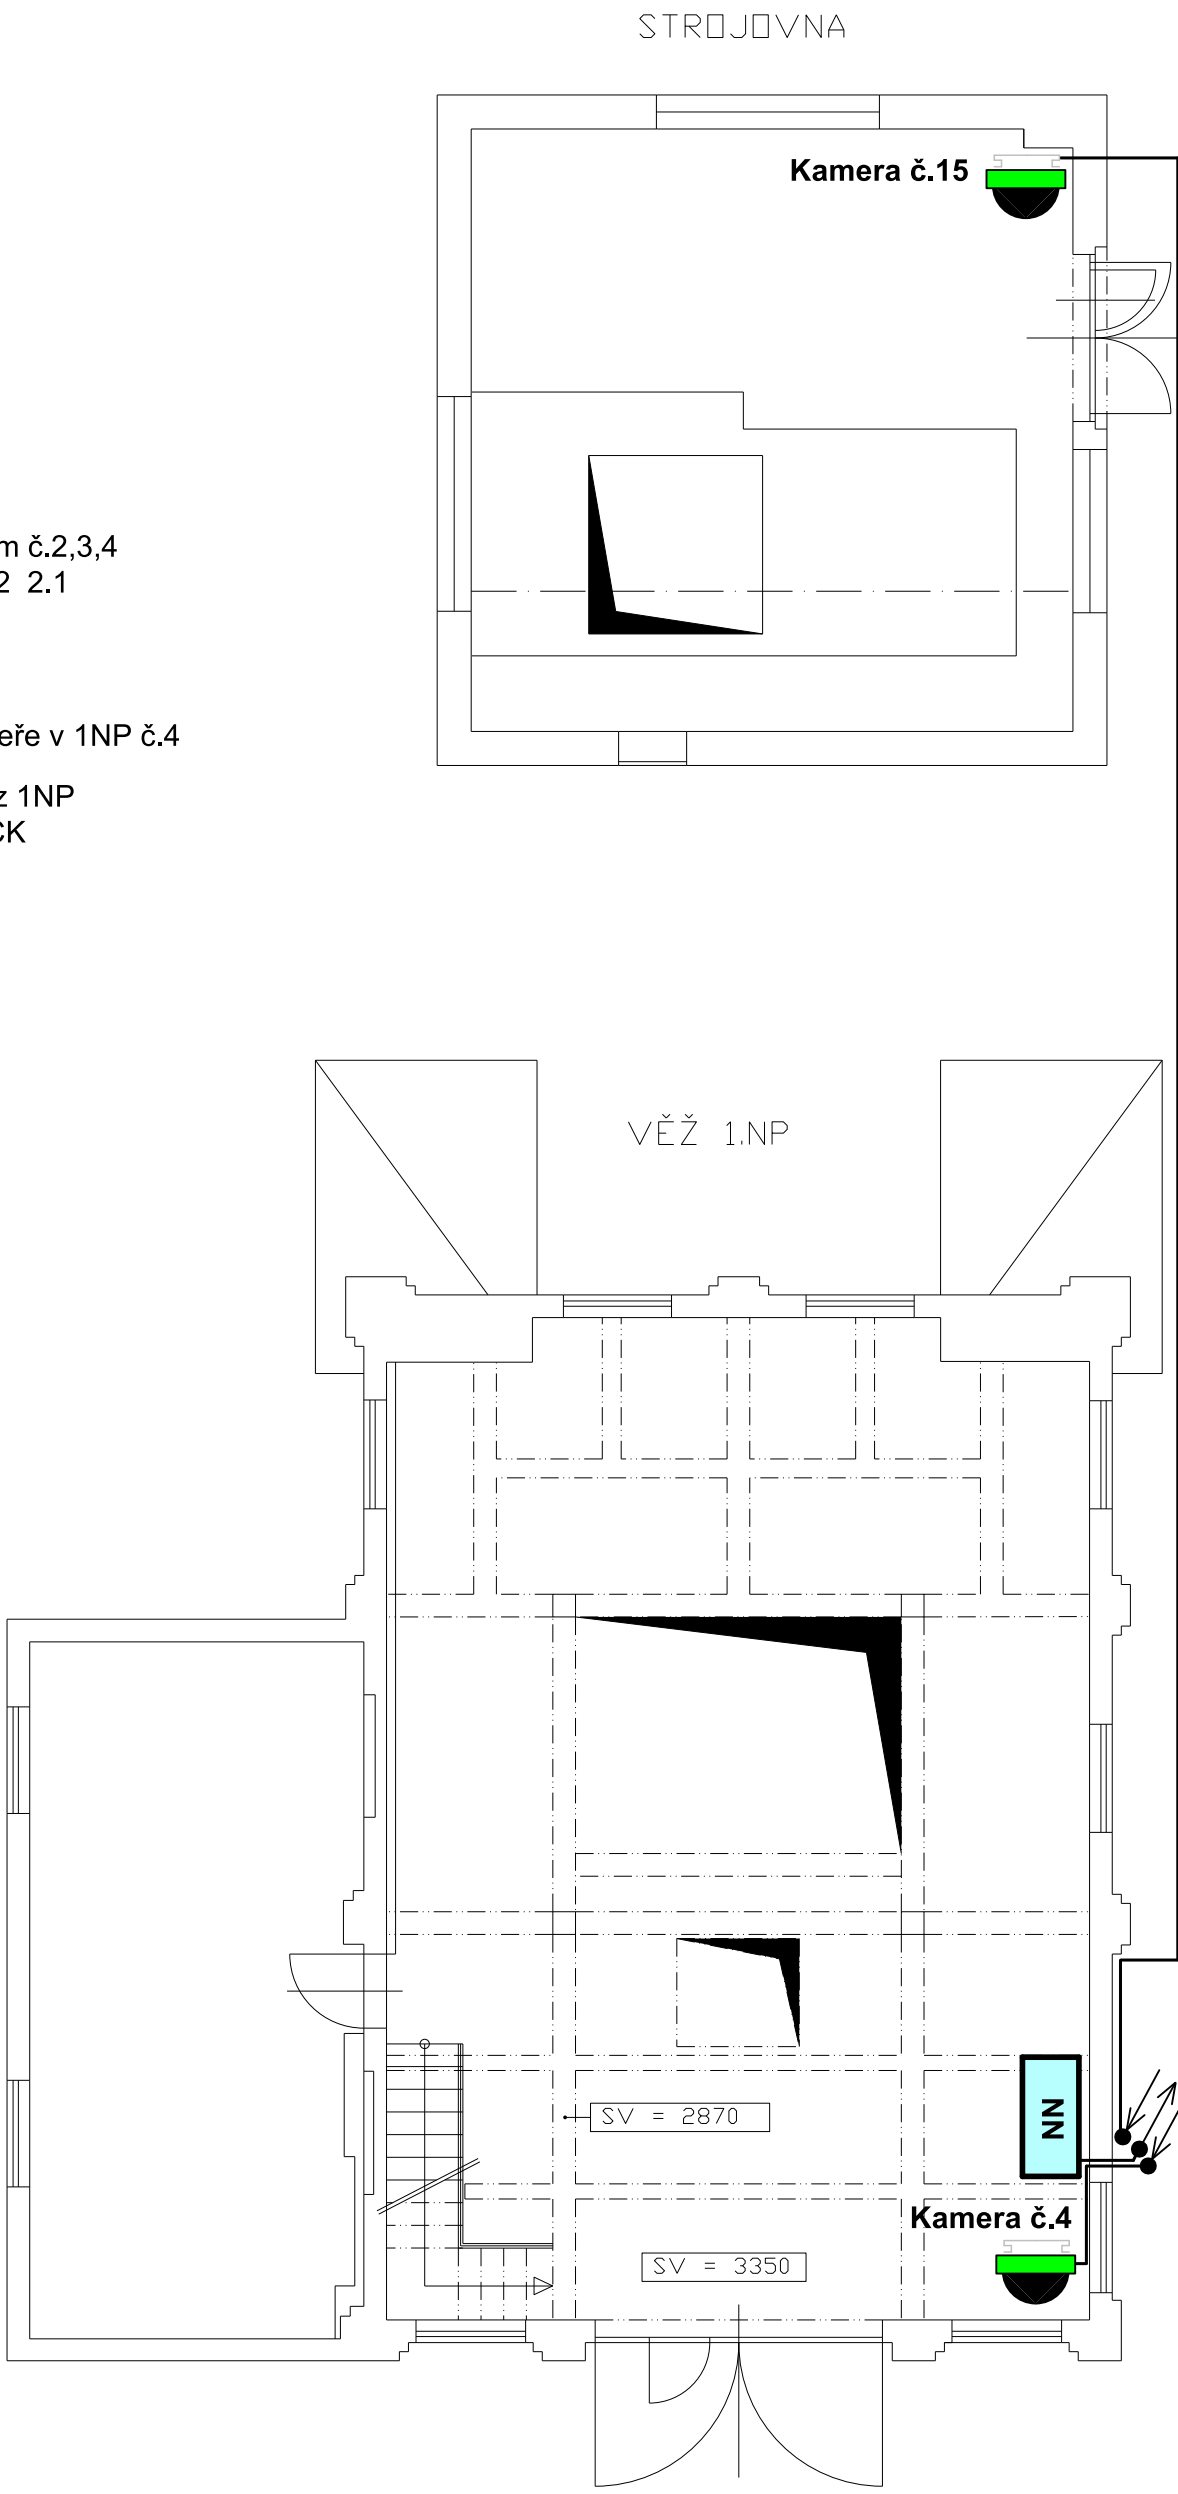 STROJOVNA
Kamera č.15
m č.2,3,4
2 2.1
eře v 1NP č.4
z 1NP
CK
VĚŽ 1.NP
SV = 2870
NN
Kamera č.4
SV = 3350